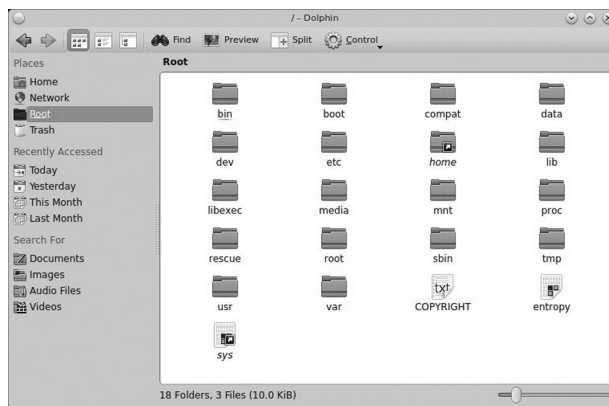 / – Dolphin
Find Preview Split Control
Places
Home
Network
Root
Trash
Recently Accessed
Today
Yesterday
This Month
Last Month
Search For
Documents
Images
Audio Files
Videos
Root
bin boot compat data
dev etc home lib
libexec media mnt proc
rescue root sbin tmp
usr var COPYRIGHT entropy
sys
18 Folders, 3 Files (10.0 KiB)